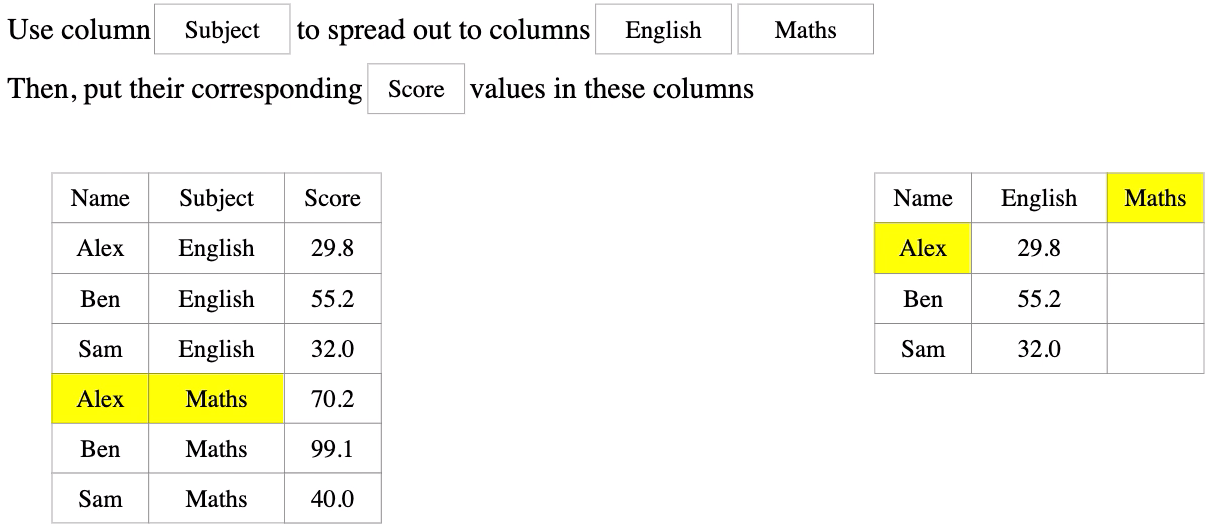 Use column Subject to spread out to columns English Maths
Then, put their corresponding Score values in these columns
Name Subject Score
Alex English 29.8
Ben English 55.2
Sam English 32.0
Alex Maths 70.2
Ben Maths 99.1
Sam Maths 40.0
Name English Maths
Alex 29.8
Ben 55.2
Sam 32.0